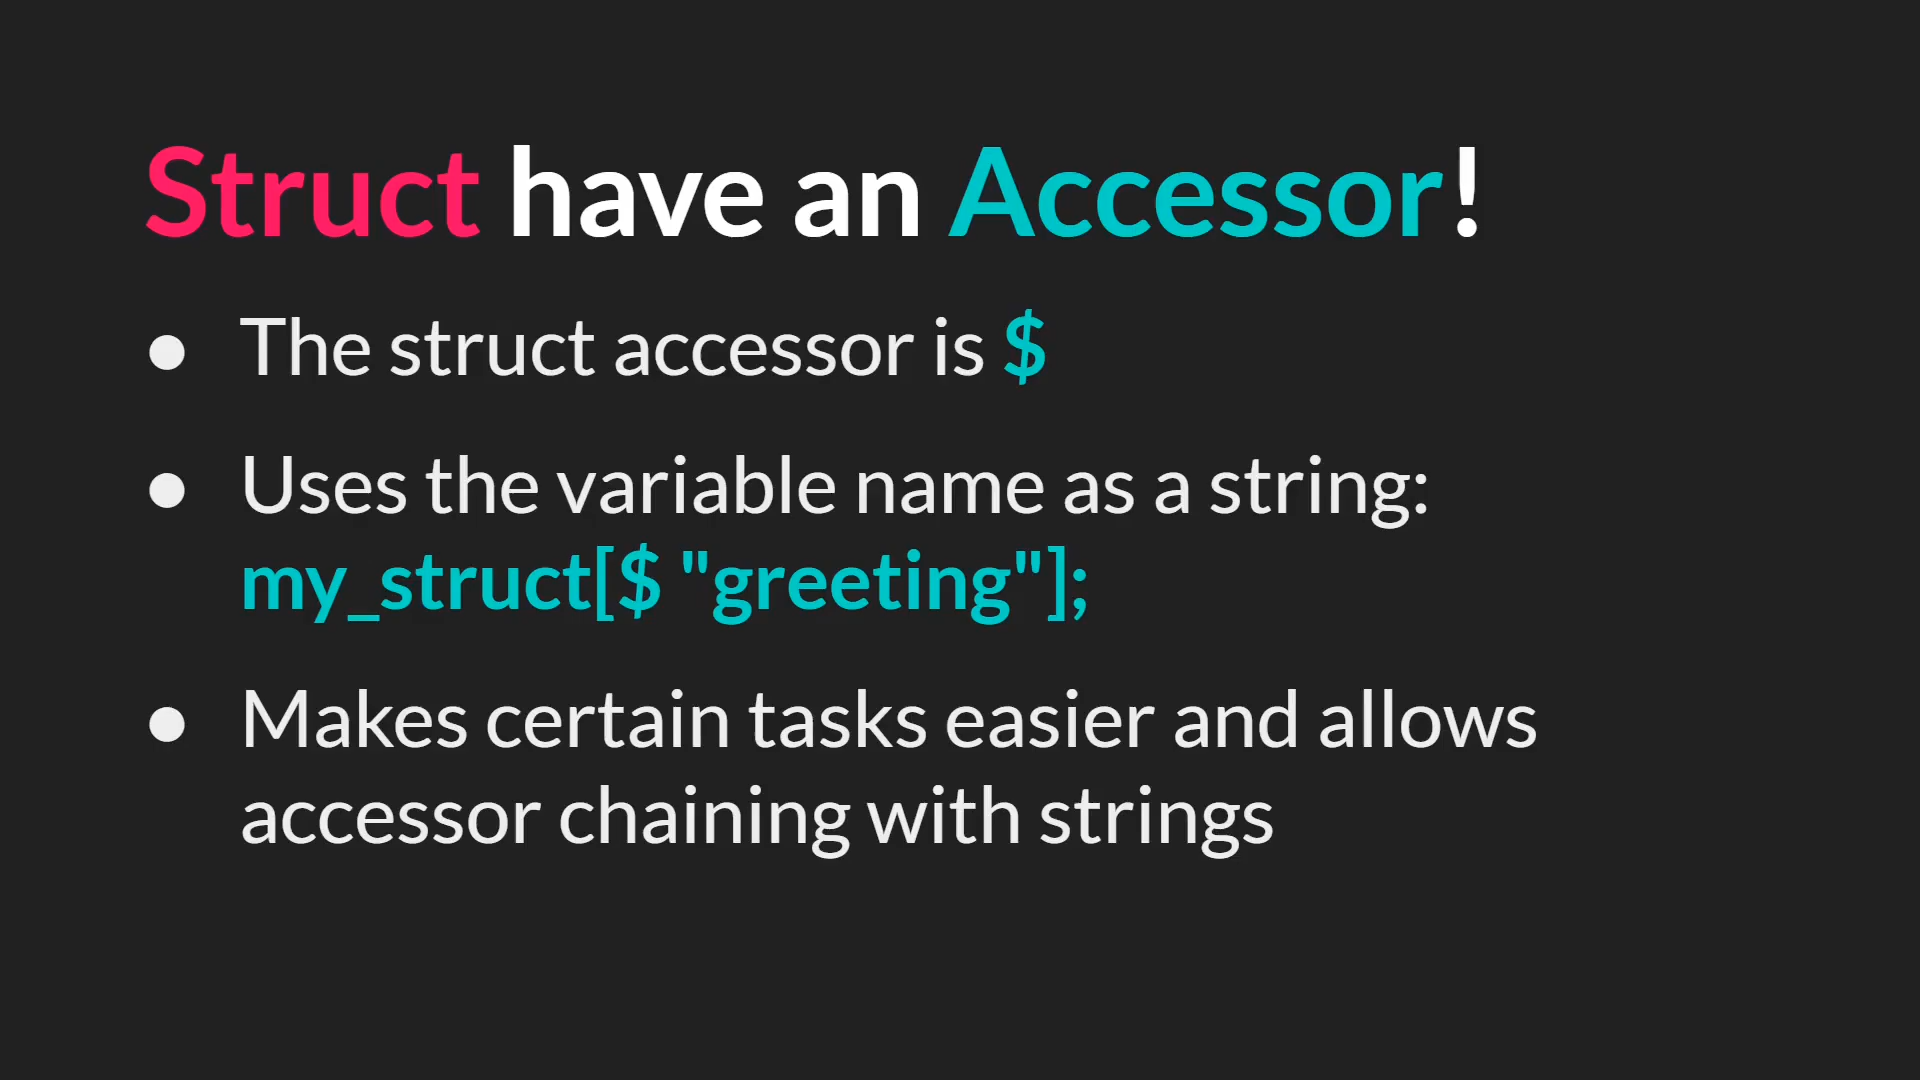 Struct have an Accessor!
● The struct accessor is $
● Uses the variable name as a string:
my_struct[$ "greeting"];
● Makes certain tasks easier and allows
accessor chaining with strings